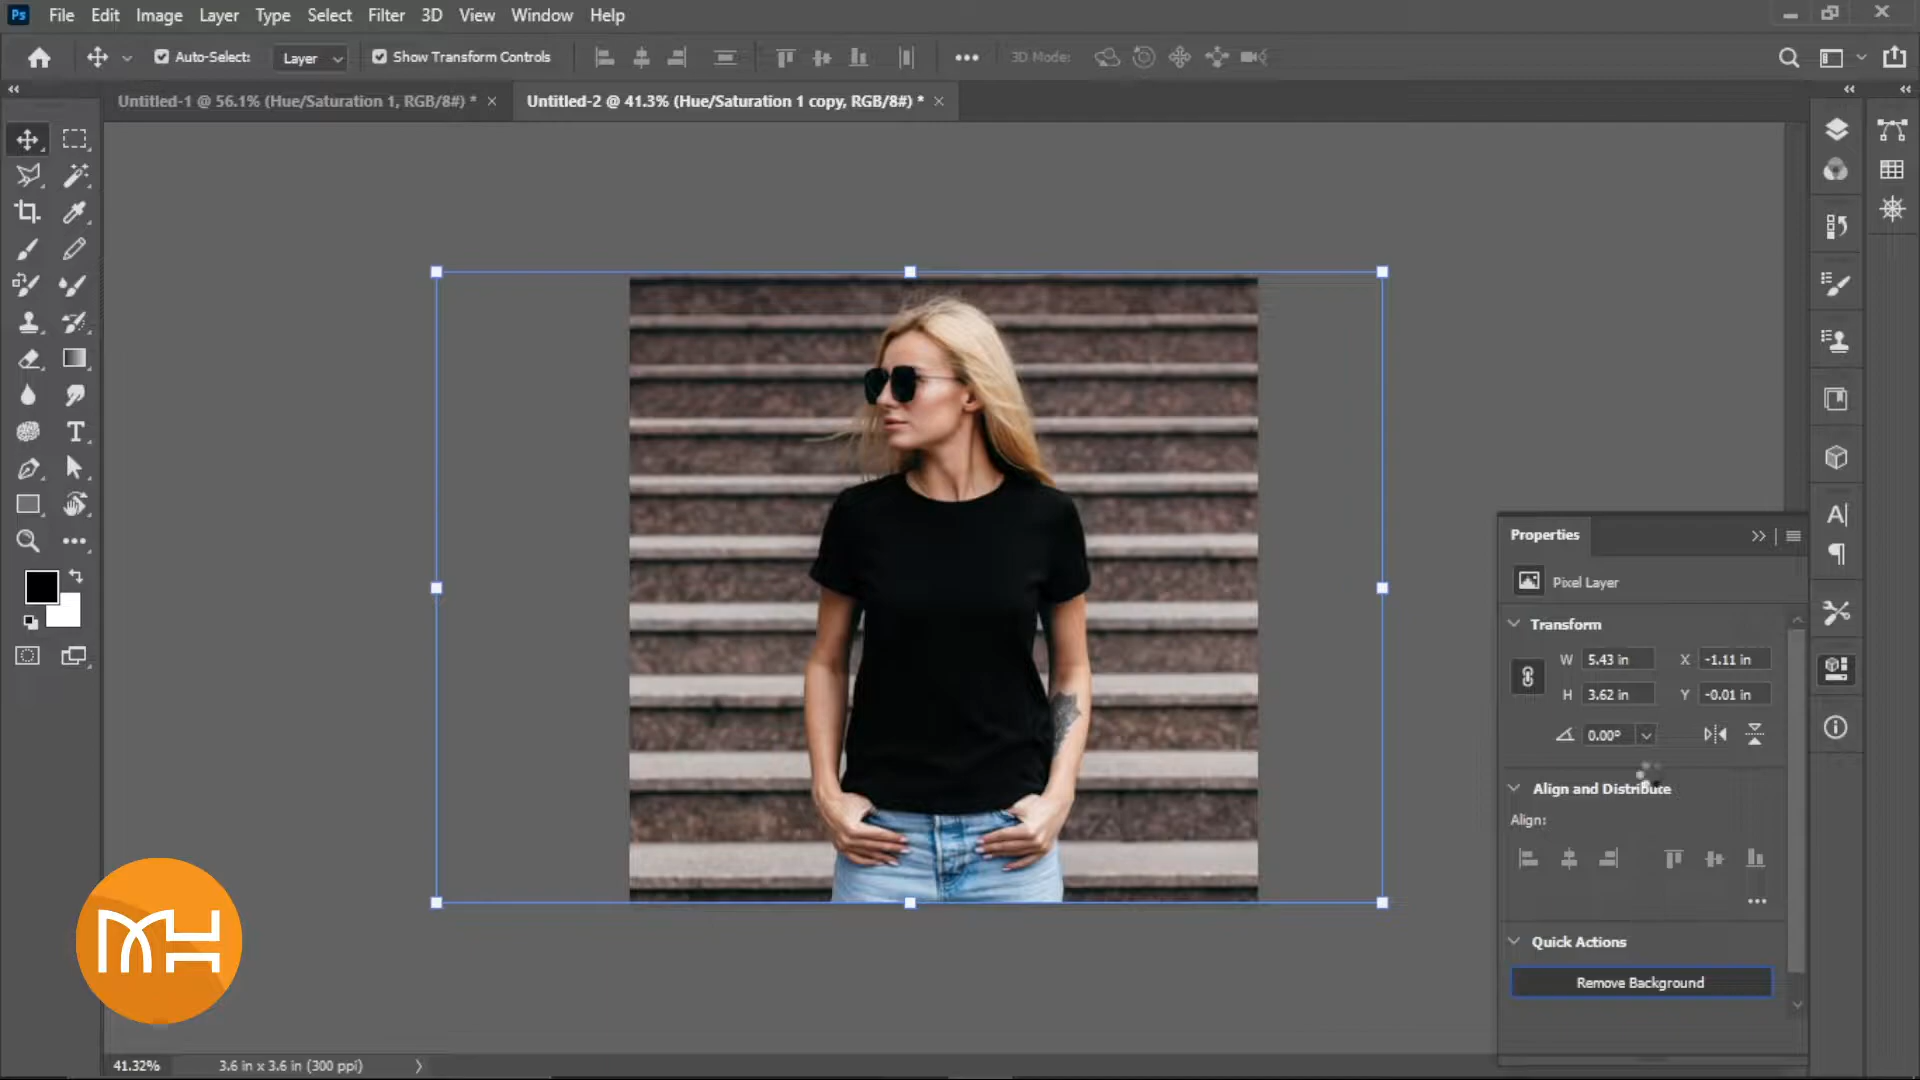 Ps File Edit Image Layer Type Select Filter 3D View Window Help
Auto-Select: Layer Show Transform Controls 3D Mode:
Untitled-1 @ 56.1% (Hue/Saturation 1, RGB/8#) *
Untitled-2 @ 41.3% (Hue/Saturation 1 copy, RGB/8#) *
Properties
Pixel Layer
Transform
W 5.43 in X -1.11 in
H 3.62 in Y -0.01 in
0.00°
Align and Distribute
Align:
Quick Actions
Remove Background
MH
41.32% 3.6 in x 3.6 in (300 ppi)